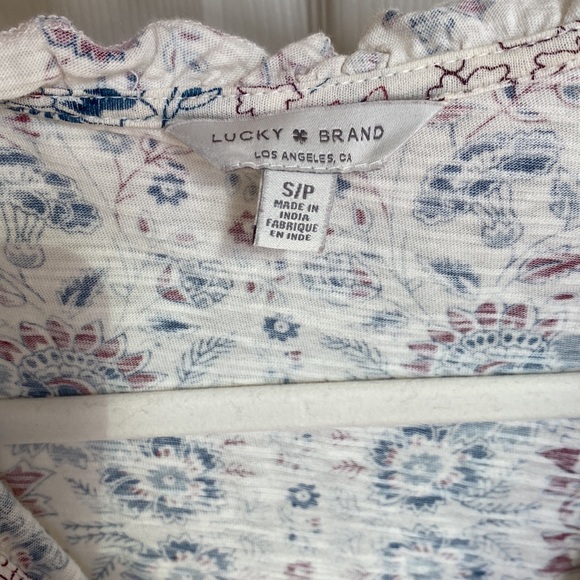 LUCKY BRAND
LOS ANGELES, CA
S/P
MADE IN
INDIA
FABRIQUE
EN INDE